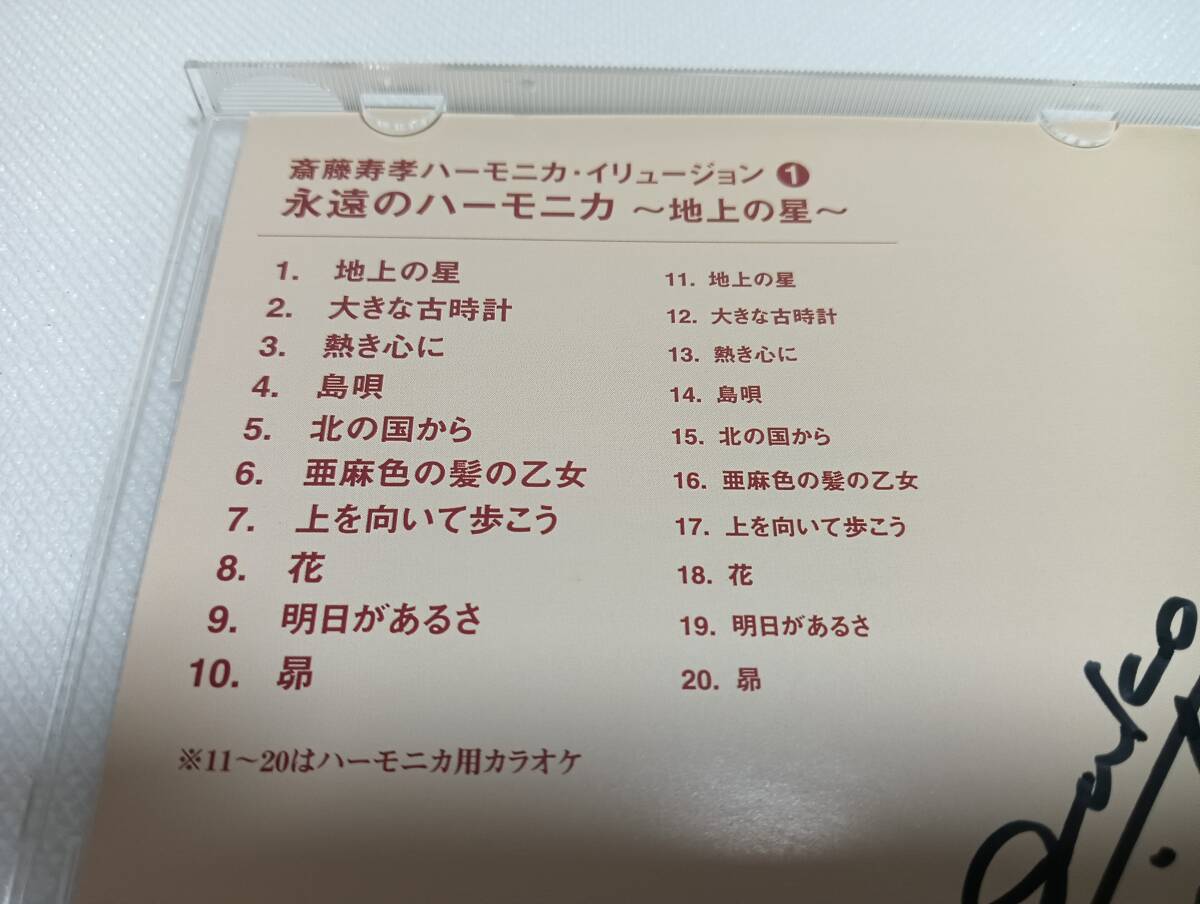 斎藤寿孝ハーモニカ・イリュージョン❶
永遠のハーモニカ ～地上の星～
1. 地上の星
2. 大きな古時計
3. 熱き心に
4. 島唄
5. 北の国から
6. 亜麻色の髪の乙女
7. 上を向いて歩こう
8. 花
9. 明日があるさ
10. 昴
11. 地上の星
12. 大きな古時計
13. 熱き心に
14. 島唄
15. 北の国から
16. 亜麻色の髪の乙女
17. 上を向いて歩こう
18. 花
19. 明日があるさ
20. 昴
※11～20はハーモニカ用カラオケ